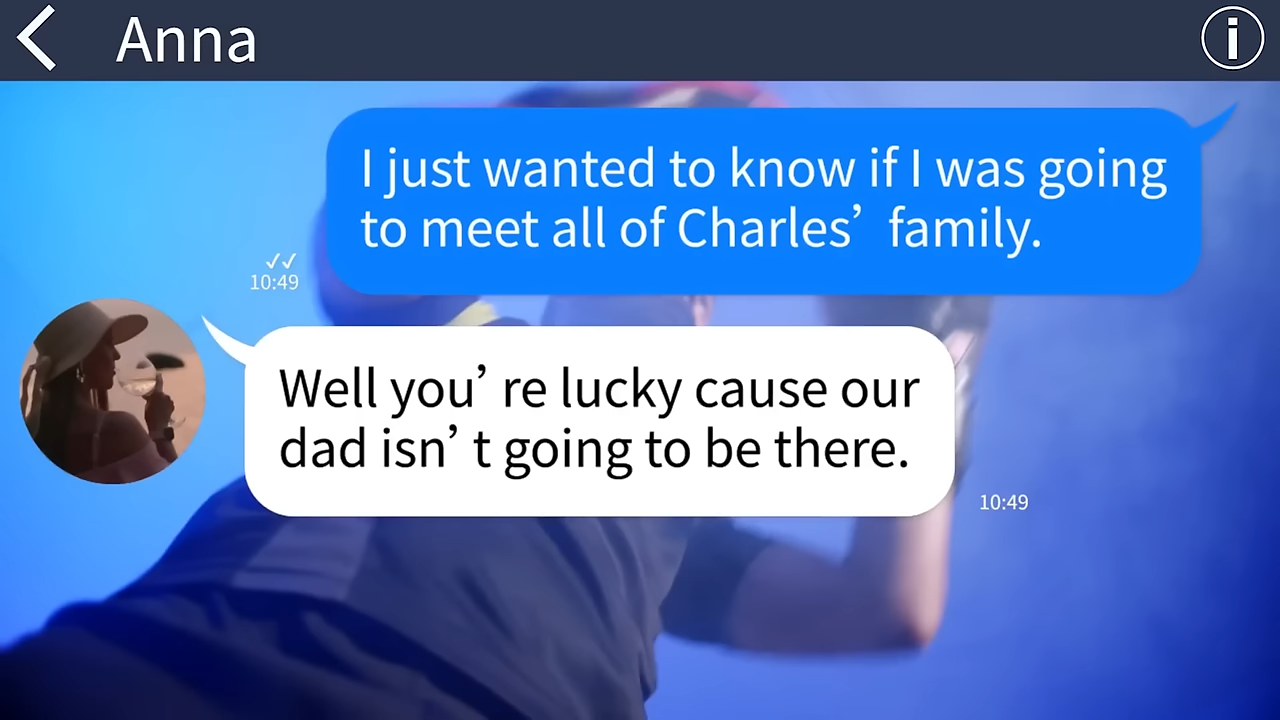 Anna
I just wanted to know if I was going
to meet all of Charles’ family.
10:49
Well you’re lucky cause our
dad isn’t going to be there.
10:49